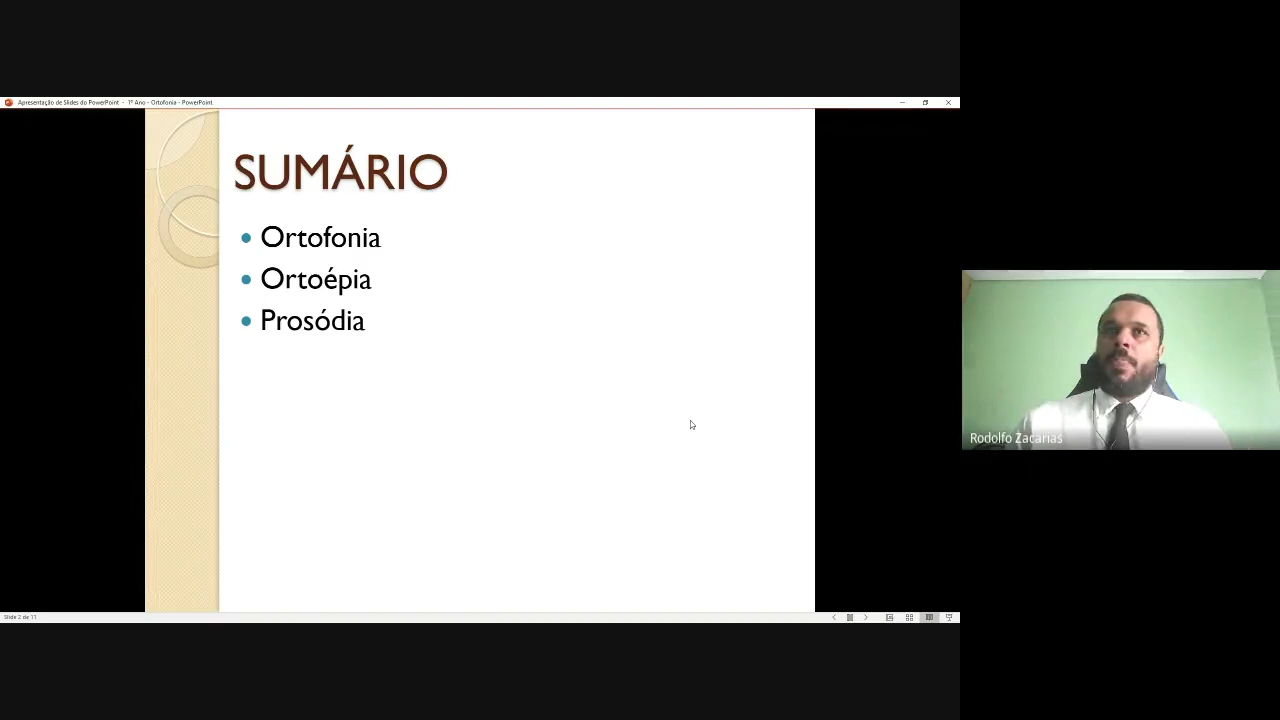 Apresentação de Slides do PowerPoint - 1º Ano - Ortofonia - PowerPoint
SUMÁRIO
Ortofonia
Ortoépia
Prosódia
Rodolfo Zacarias
Slide 2 de 11